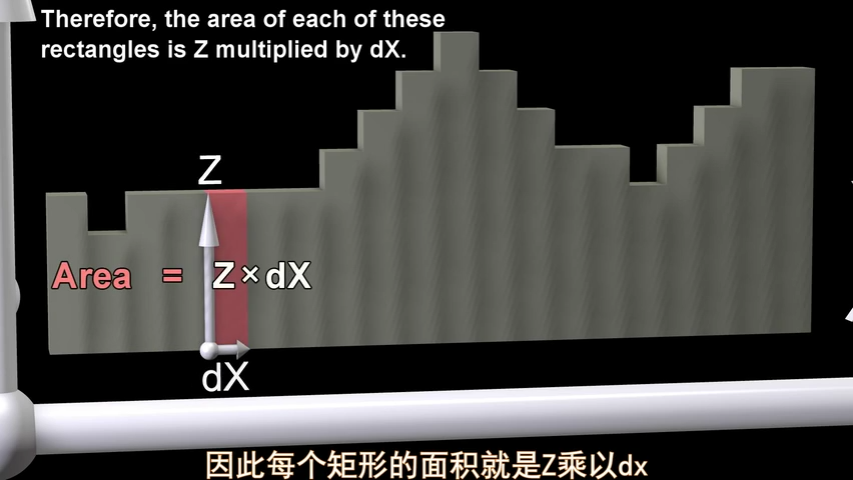 Therefore, the area of each of these
rectangles is Z multiplied by dX.
Z
Area = Z × dX
dX
因此每个矩形的面积就是Z乘以dx